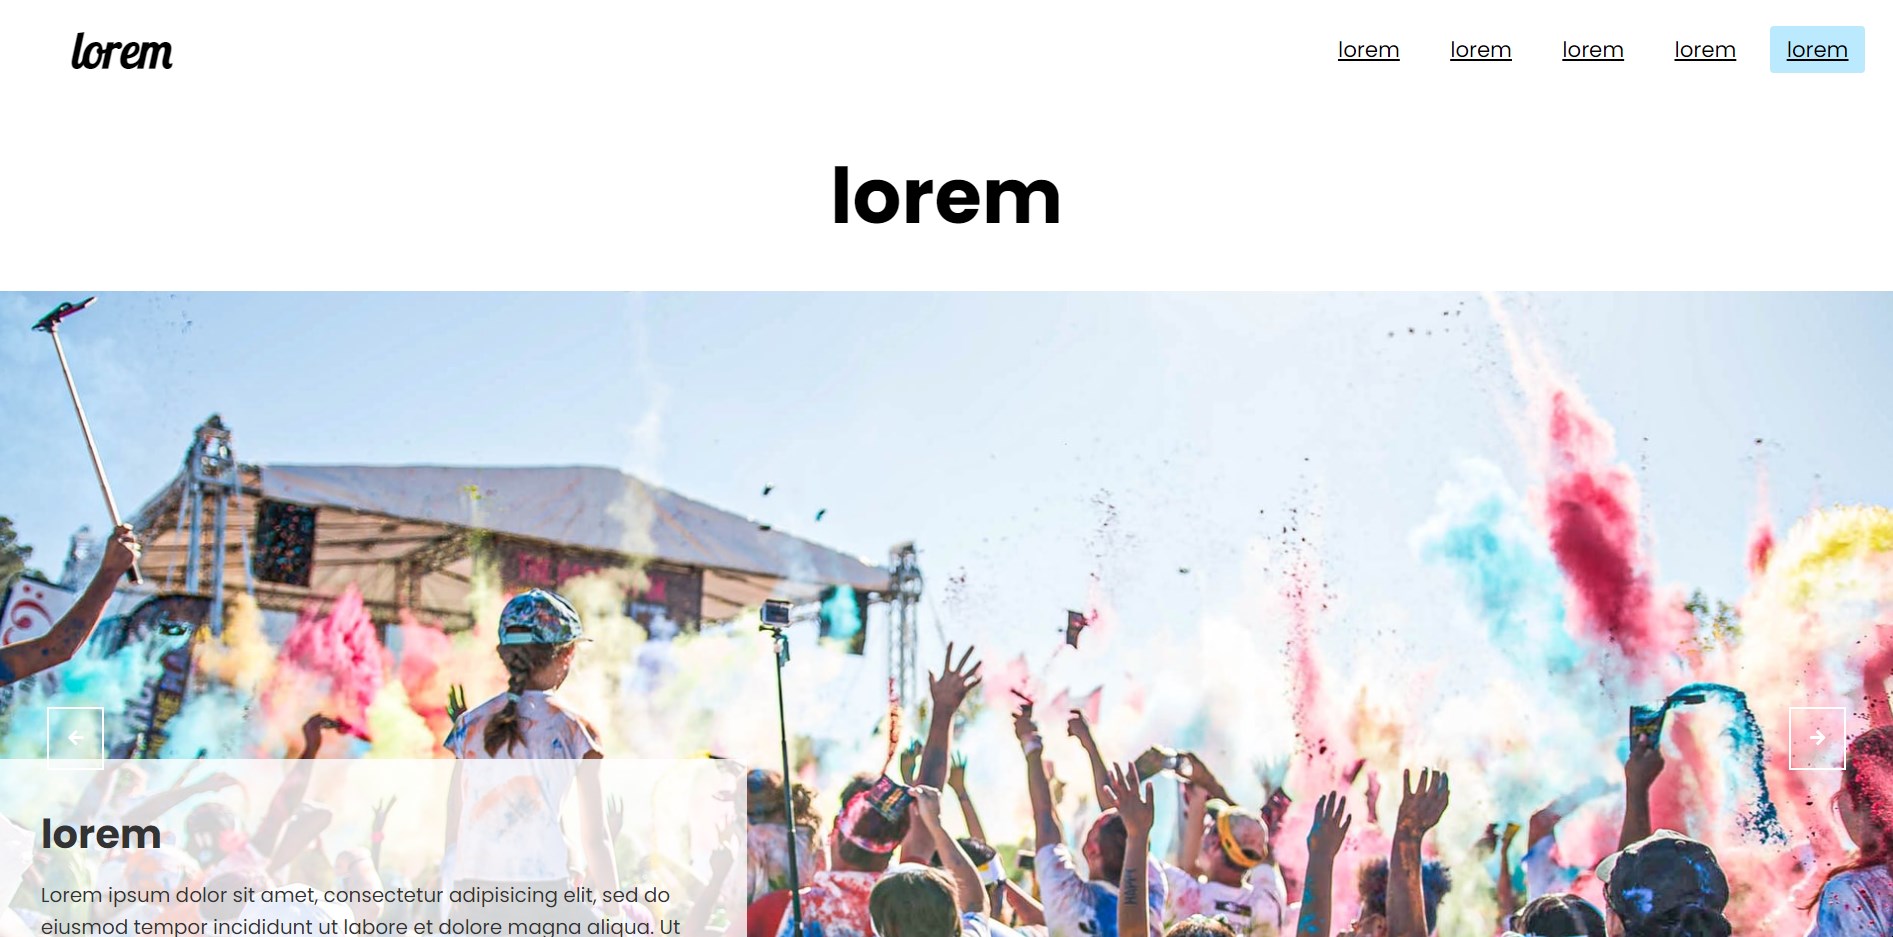 lorem
lorem lorem lorem lorem lorem
lorem
lorem
Lorem ipsum dolor sit amet, consectetur adipisicing elit, sed do
eiusmod tempor incididunt ut labore et dolore magna aliqua. Ut